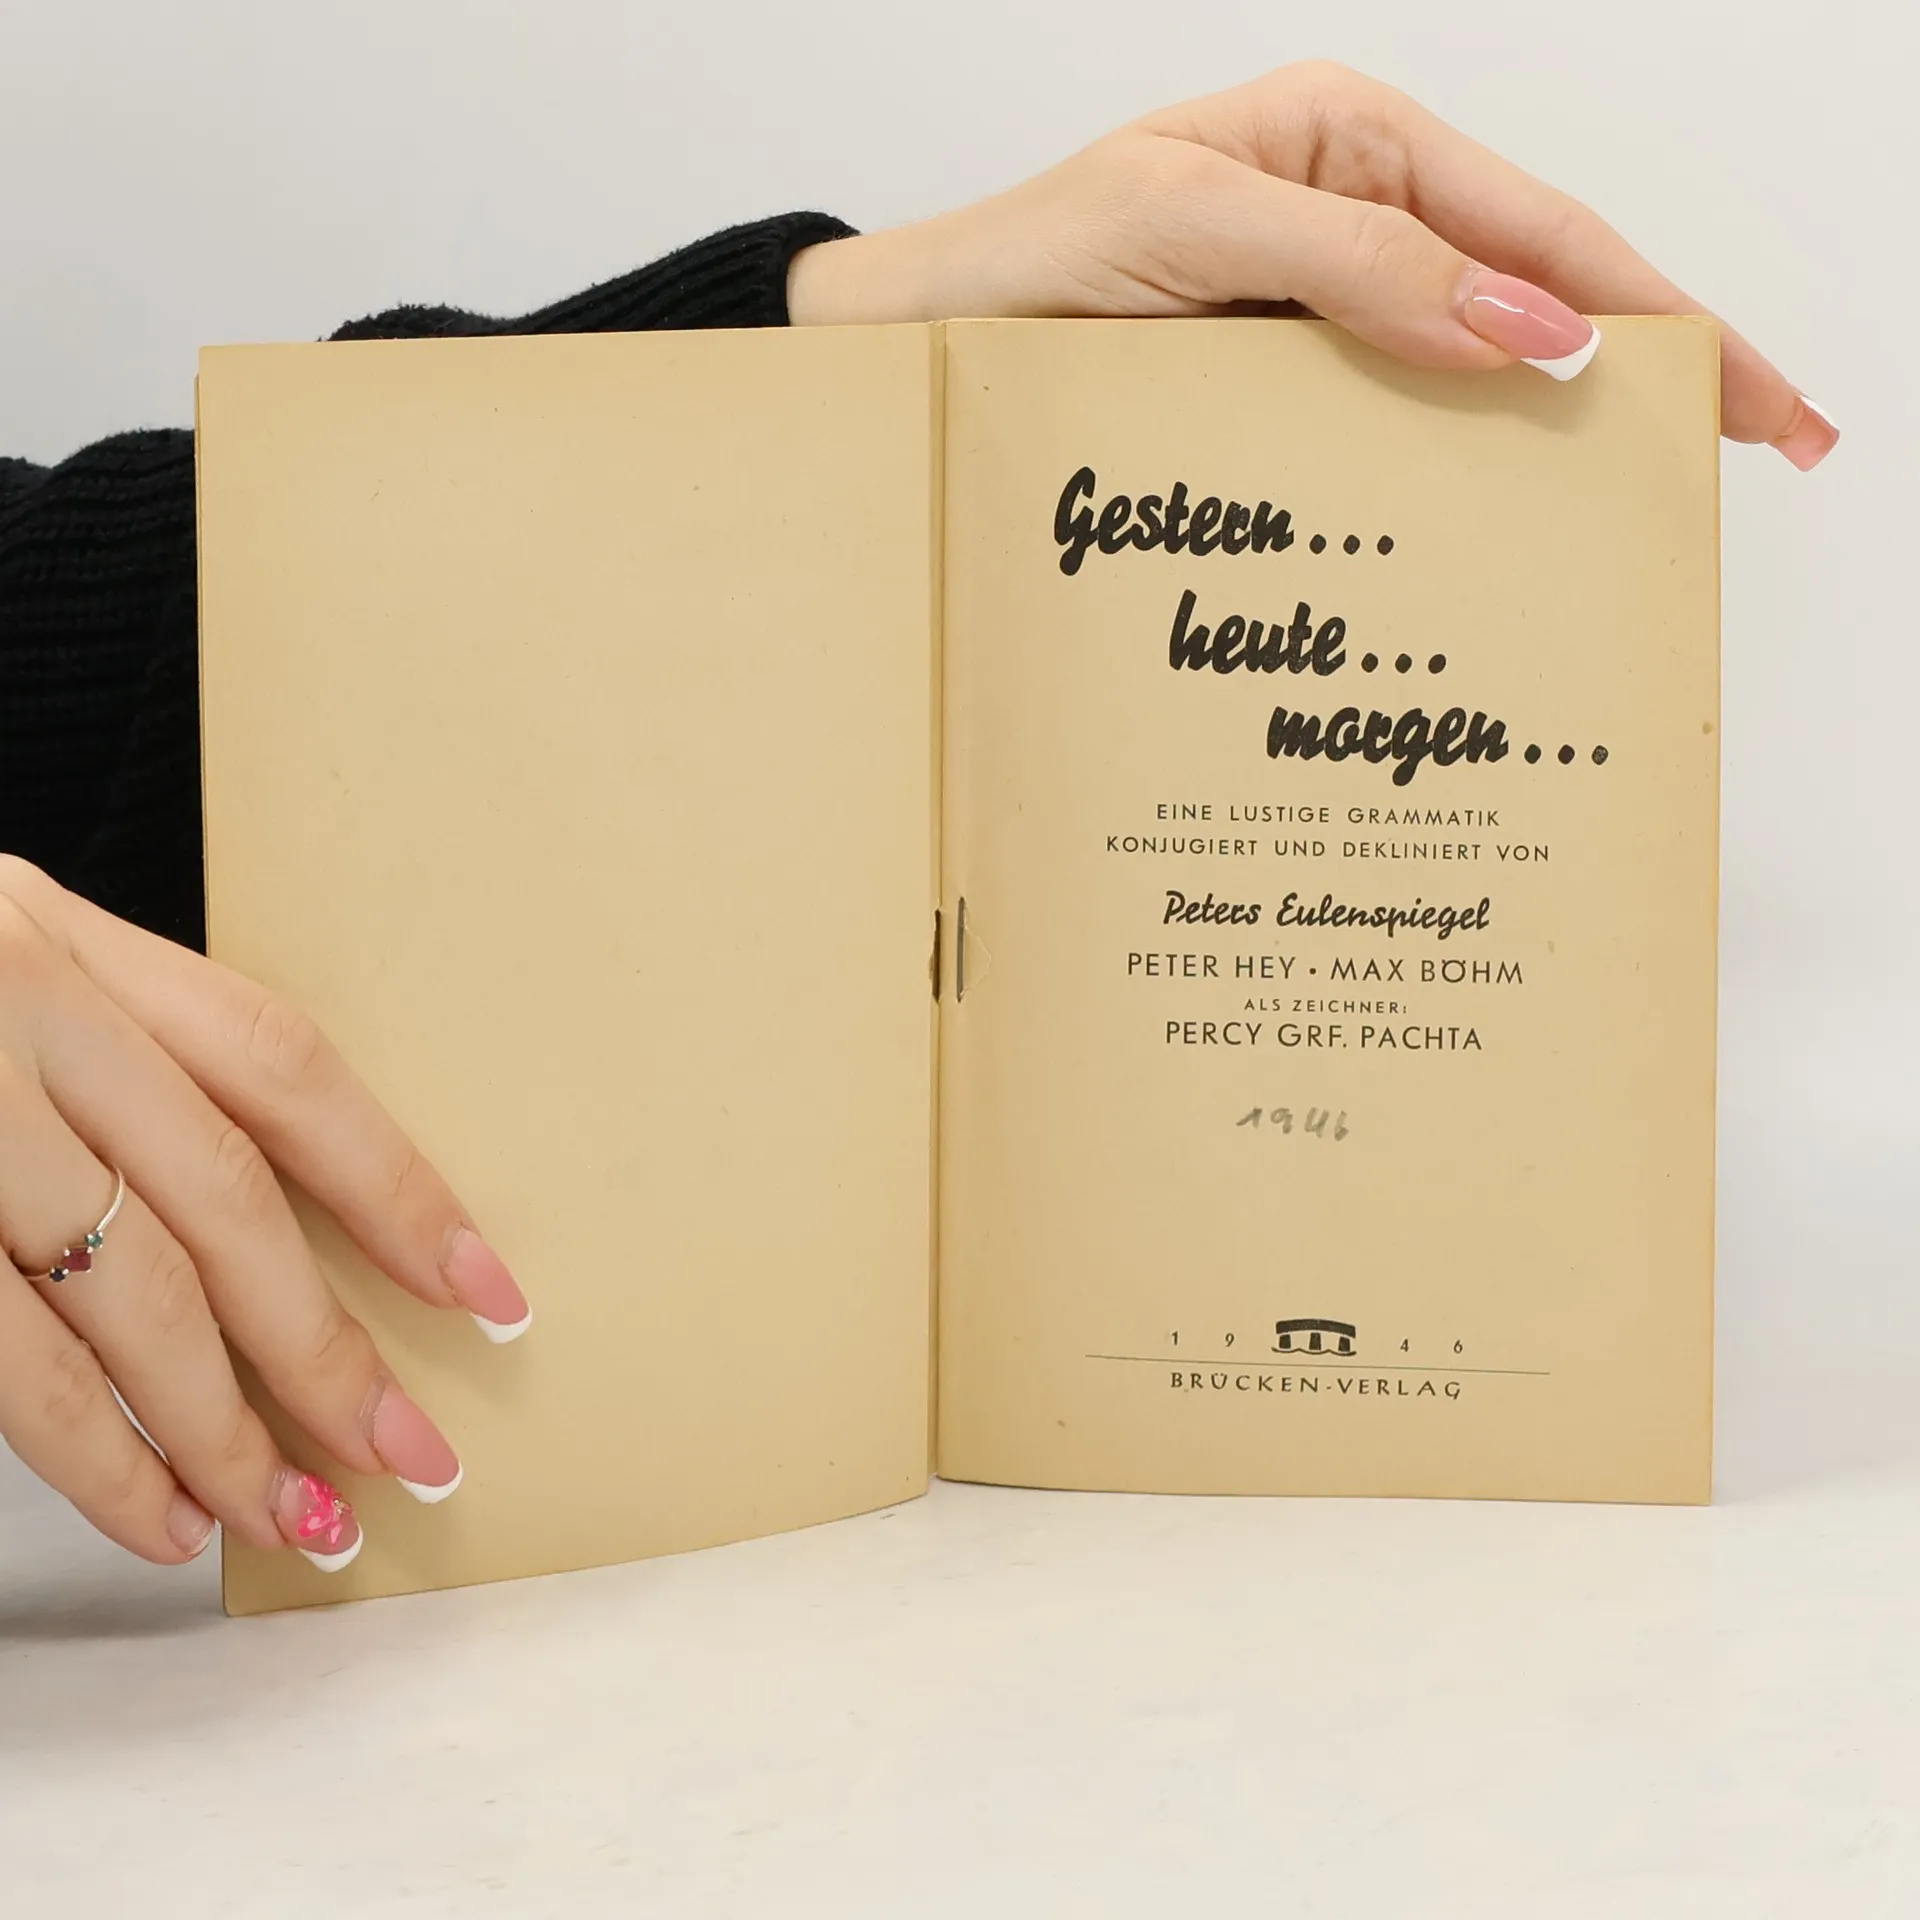 Gestern...
heute...
morgen...
EINE LUSTIGE GRAMMATIK
KONJUGIERT UND DEKLINIERT VON
Peters Eulenspiegel
PETER HEY • MAX BÖHM
ALS ZEICHNER:
PERCY GRF. PACHTA
1946
1 9 4 6
BRÜCKEN-VERLAG